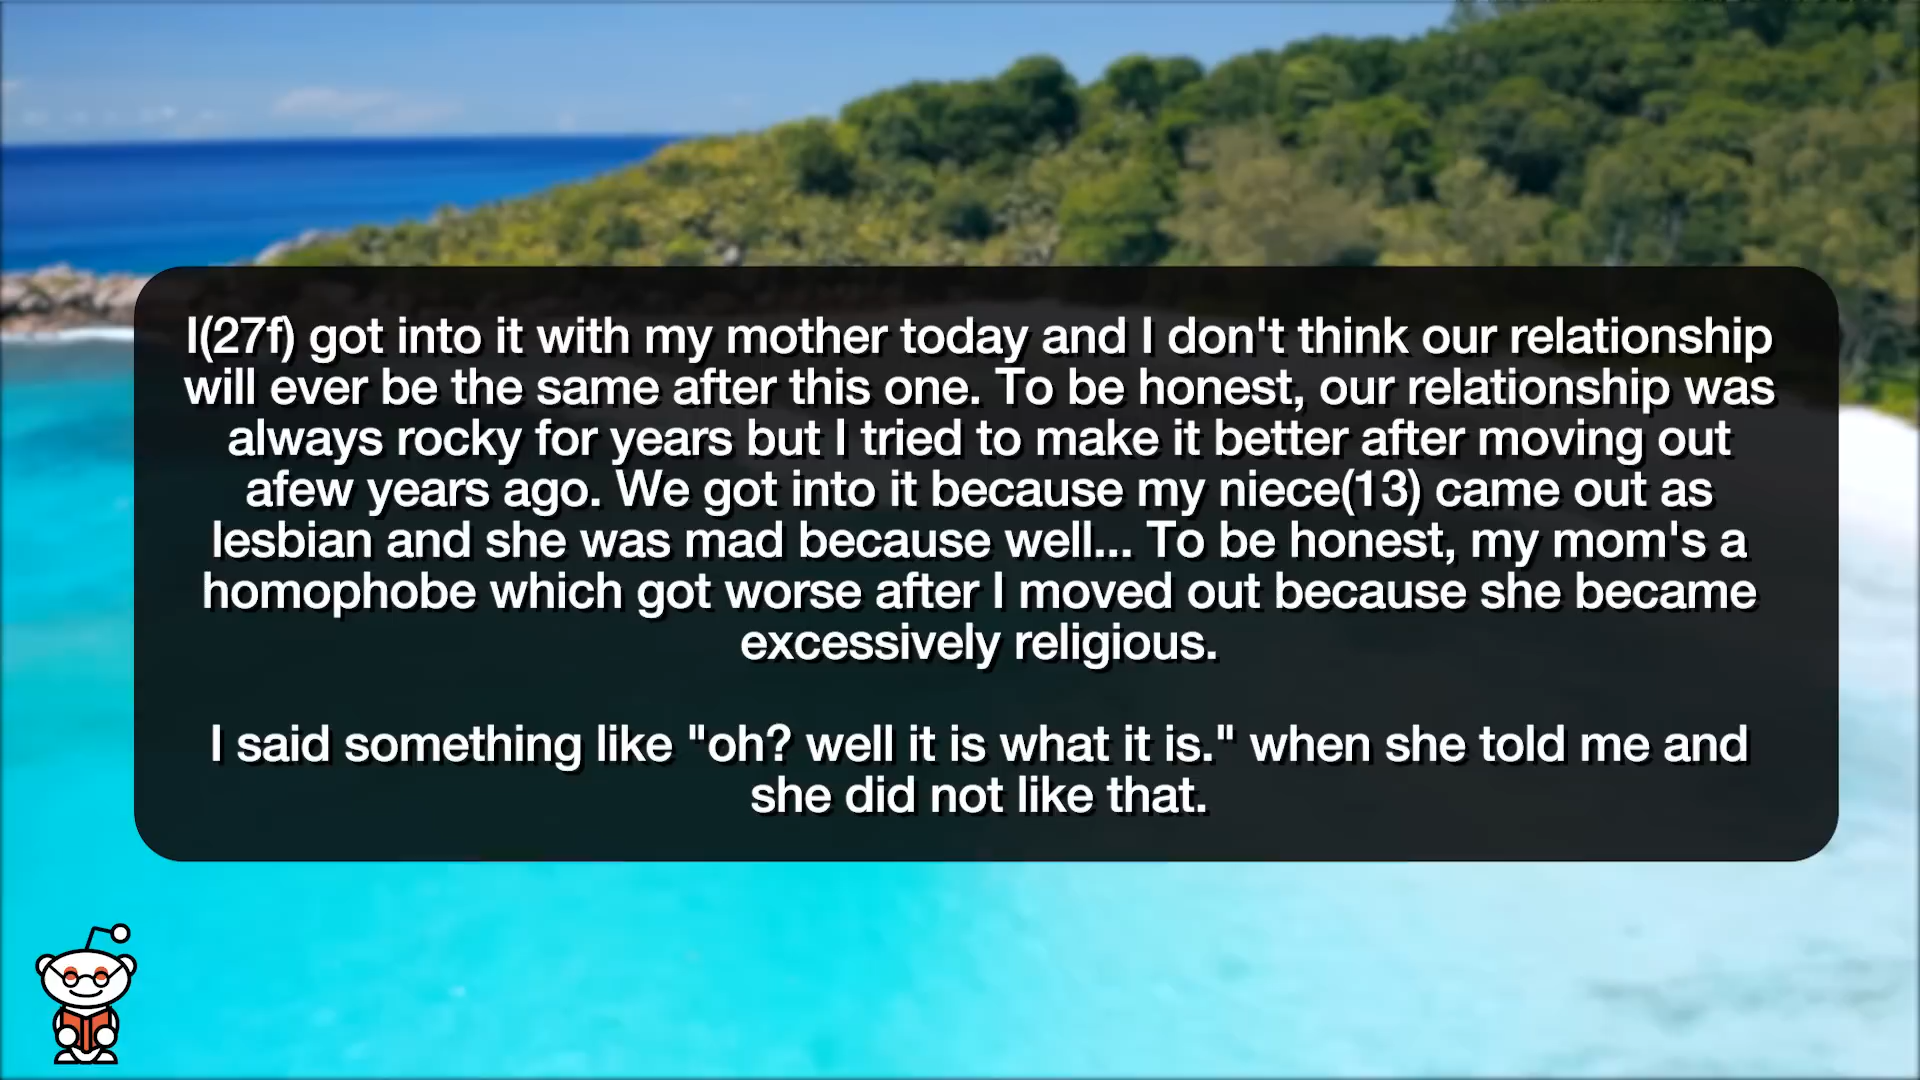 I(27f) got into it with my mother today and I don't think our relationship
will ever be the same after this one. To be honest, our relationship was
always rocky for years but I tried to make it better after moving out
afew years ago. We got into it because my niece(13) came out as
lesbian and she was mad because well... To be honest, my mom's a
homophobe which got worse after I moved out because she became
excessively religious.
I said something like "oh? well it is what it is." when she told me and
she did not like that.